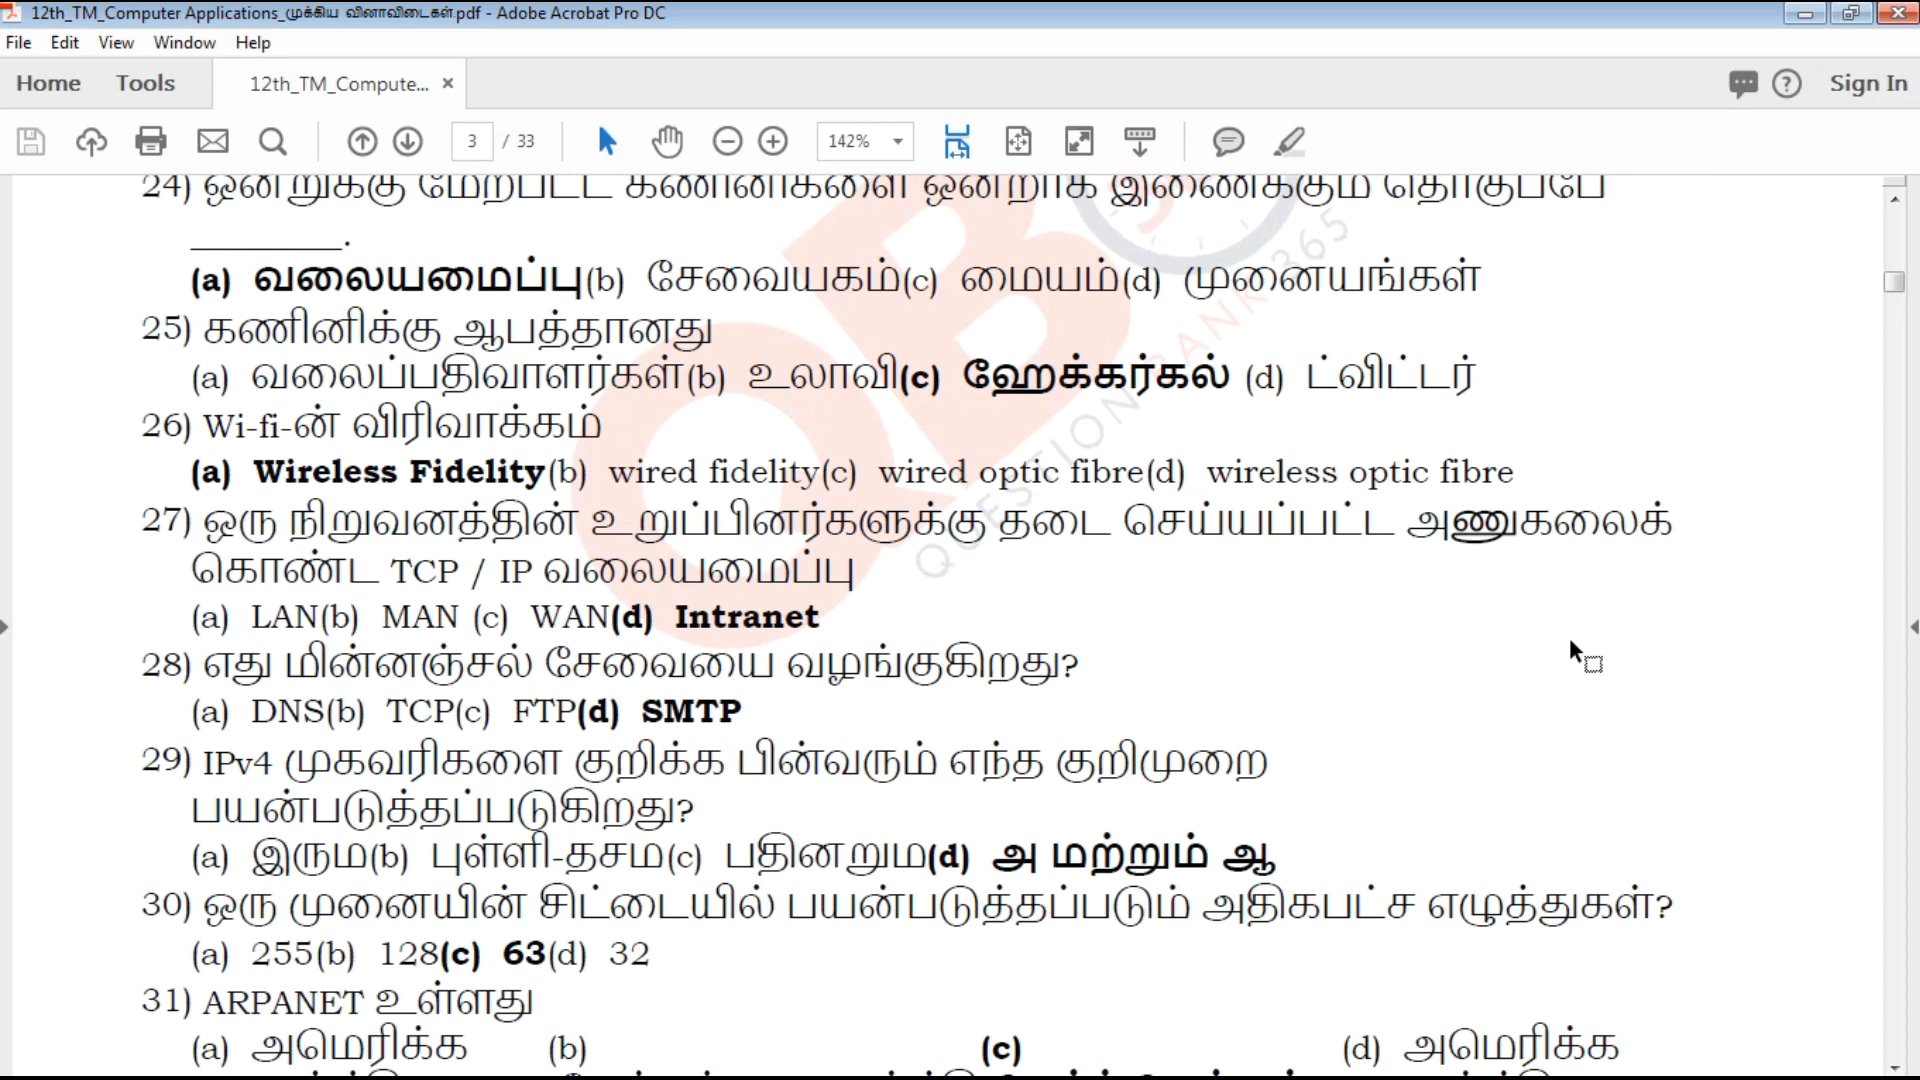 12th_TM_Computer Applications_முக்கிய வினாவிடைகள்.pdf - Adobe Acrobat Pro DC
File Edit View Window Help
Home Tools 12th_TM_Compute... × Sign In
3 / 33 142%
24) ஒன்றுக்கு மேற்பட்ட கணினிகளை ஒன்றாக இணைக்கும் தொகுப்பே
________.
(a) வலையமைப்பு(b) சேவையகம்(c) மையம்(d) முனையங்கள்
25) கணினிக்கு ஆபத்தானது
(a) வலைப்பதிவாளர்கள்(b) உலாவி(c) ஹேக்கர்கல் (d) ட்விட்டர்
26) Wi-fi-ன் விரிவாக்கம்
(a) Wireless Fidelity(b) wired fidelity(c) wired optic fibre(d) wireless optic fibre
27) ஒரு நிறுவனத்தின் உறுப்பினர்களுக்கு தடை செய்யப்பட்ட அணுகலைக்
கொண்ட TCP / IP வலையமைப்பு
(a) LAN(b) MAN (c) WAN(d) Intranet
28) எது மின்னஞ்சல் சேவையை வழங்குகிறது?
(a) DNS(b) TCP(c) FTP(d) SMTP
29) IPv4 முகவரிகளை குறிக்க பின்வரும் எந்த குறிமுறை
பயன்படுத்தப்படுகிறது?
(a) இரும(b) புள்ளி-தசம(c) பதினறும(d) அ மற்றும் ஆ
30) ஒரு முனையின் சிட்டையில் பயன்படுத்தப்படும் அதிகபட்ச எழுத்துகள்?
(a) 255(b) 128(c) 63(d) 32
31) ARPANET உள்ளது
(a) அமெரிக்க (b) (c) (d) அமெரிக்க
QUESTION BANK 365